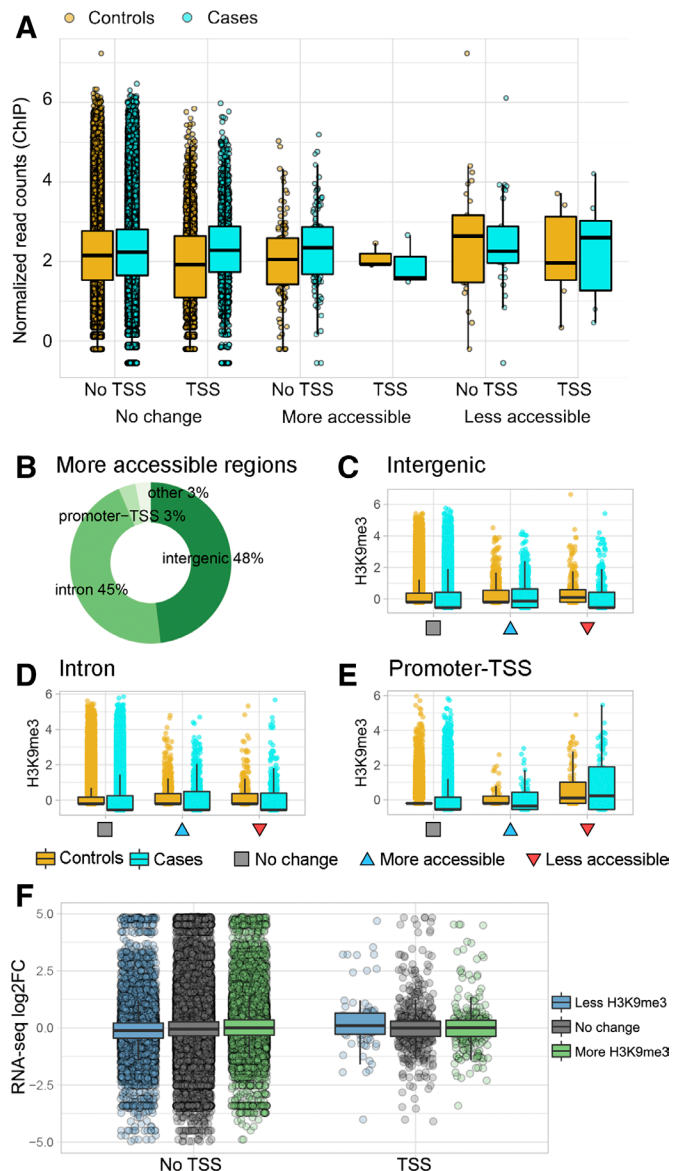 A
Controls Cases
Normalized read counts (ChIP)
6
4
2
0
No TSS TSS No TSS TSS No TSS TSS
No change More accessible Less accessible
B More accessible regions
other 3%
promoter-TSS 3%
intergenic 48%
intron 45%
C Intergenic
H3K9me3
6
4
2
0
D Intron
H3K9me3
6
4
2
0
E Promoter-TSS
H3K9me3
6
4
2
0
Controls Cases No change More accessible Less accessible
F
RNA-seq log2FC
5.0
2.5
0.0
−2.5
−5.0
No TSS TSS
Less H3K9me3
No change
More H3K9me3